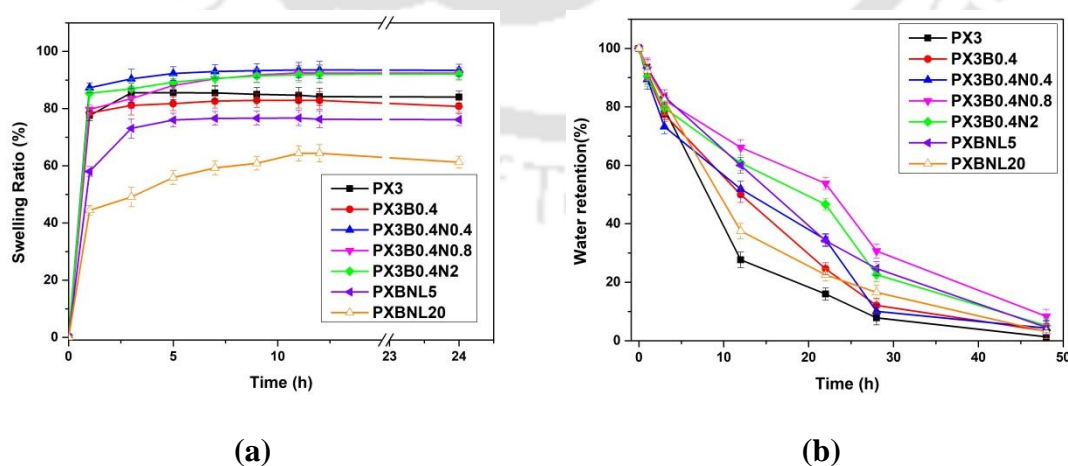 100
80
60
40
20
0
Swelling Ratio (%)
PX3
PX3B0.4
PX3B0.4N0.4
PX3B0.4N0.8
PX3B0.4N2
PXBNL5
PXBNL20
0 5 10 23 24
Time (h)
(a)
100
80
60
40
20
0
Water retention(%)
PX3
PX3B0.4
PX3B0.4N0.4
PX3B0.4N0.8
PX3B0.4N2
PXBNL5
PXBNL20
0 10 20 30 40 50
Time (h)
(b)